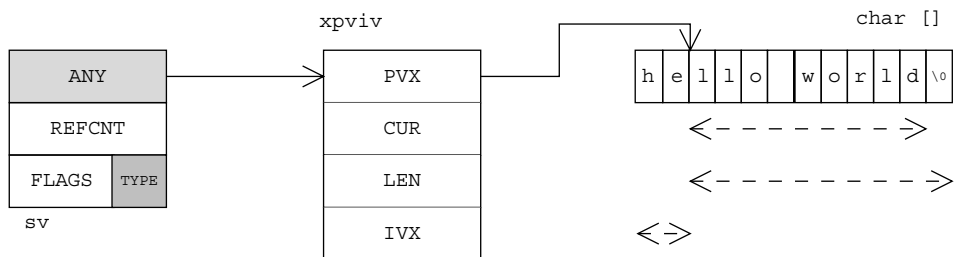 xpviv
char []
ANY
PVX
h e l l o w o r l d \0
REFCNT
CUR
FLAGS TYPE
LEN
sv
IVX